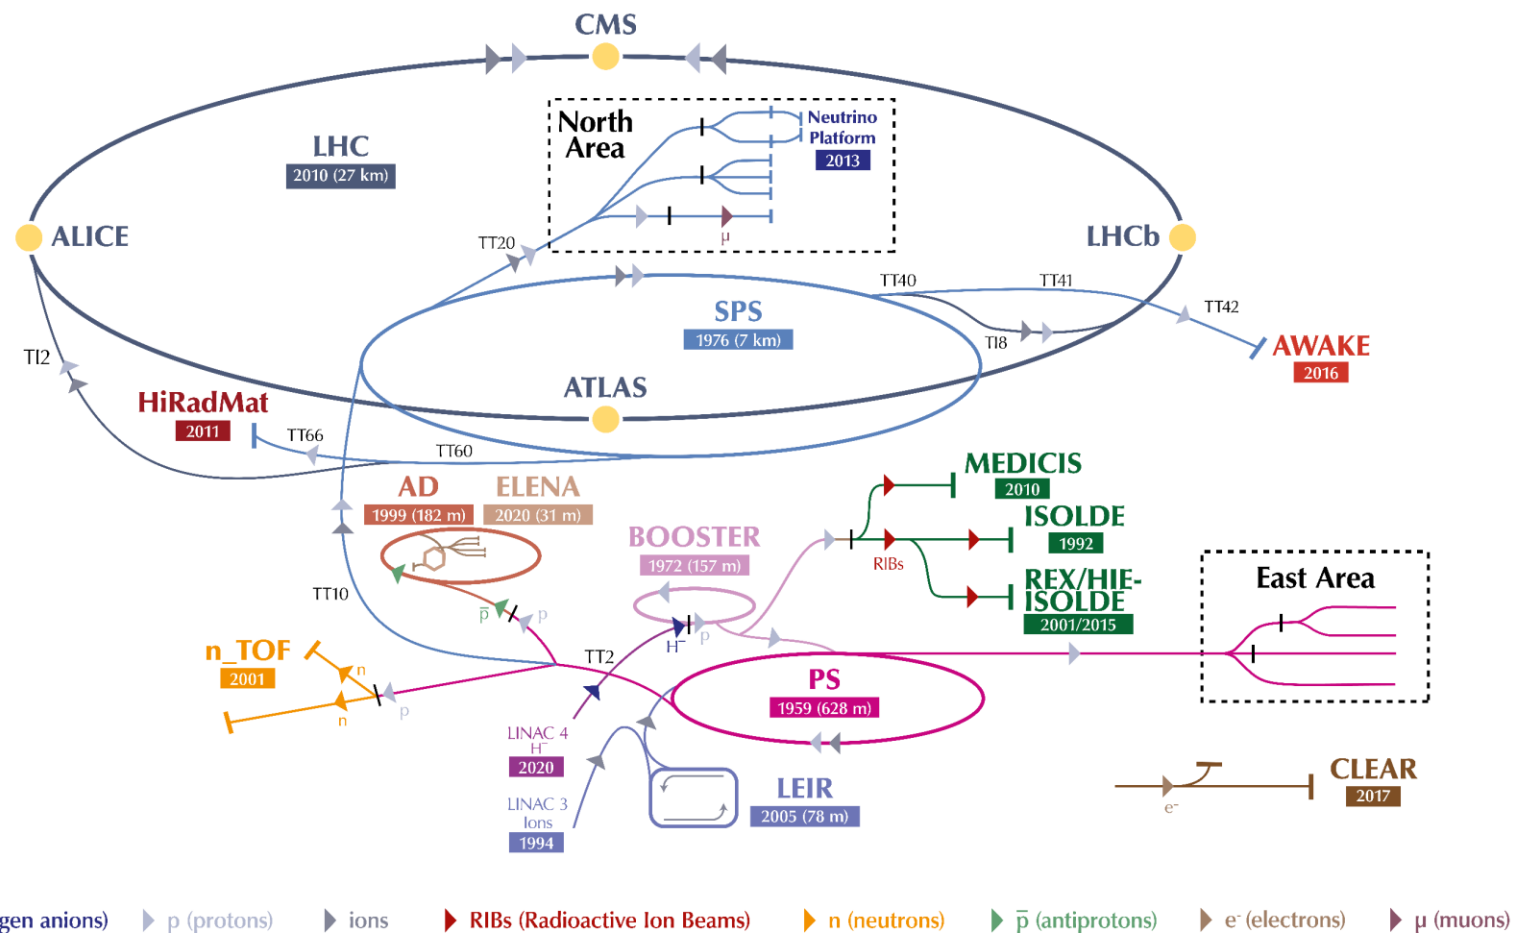 CMS
LHC
2010 (27 km)
North
Area
Neutrino
Platform
2013
μ
ALICE
LHCb
TT20
TT40
TT41
TT42
SPS
1976 (7 km)
TI8
AWAKE
2016
TI2
ATLAS
HiRadMat
2011
TT66
TT60
AD
1999 (182 m)
ELENA
2020 (31 m)
MEDICIS
2010
BOOSTER
1972 (157 m)
ISOLDE
1992
RIBs
REX/HIE-
ISOLDE
2001/2015
East Area
TT10
p̅
p
H⁻
p
TT2
n_TOF
2001
n
n
p
PS
1959 (628 m)
LINAC 4
H⁻
2020
LINAC 3
Ions
1994
LEIR
2005 (78 m)
CLEAR
2017
e⁻
gen anions)
p (protons)
ions
RIBs (Radioactive Ion Beams)
n (neutrons)
p̅ (antiprotons)
e⁻ (electrons)
μ (muons)